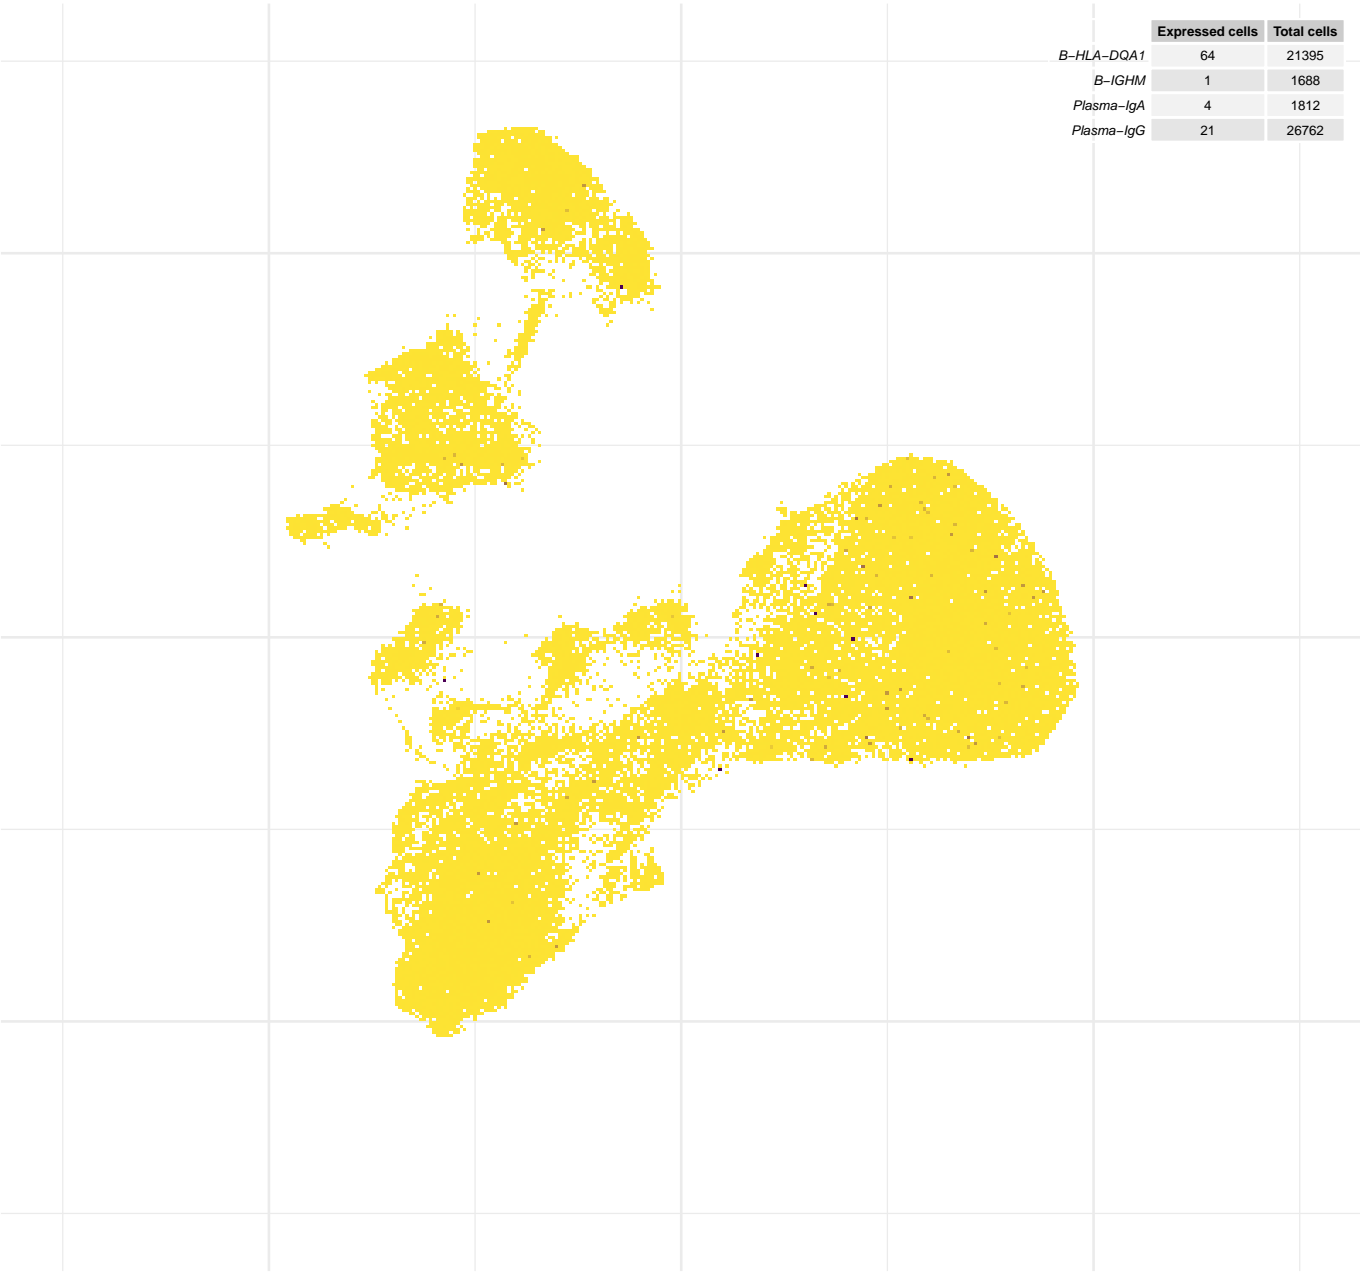 Expressed cells Total cells
B−HLA−DQA1 64 21395
B−IGHM 1 1688
Plasma−IgA 4 1812
Plasma−IgG 21 26762